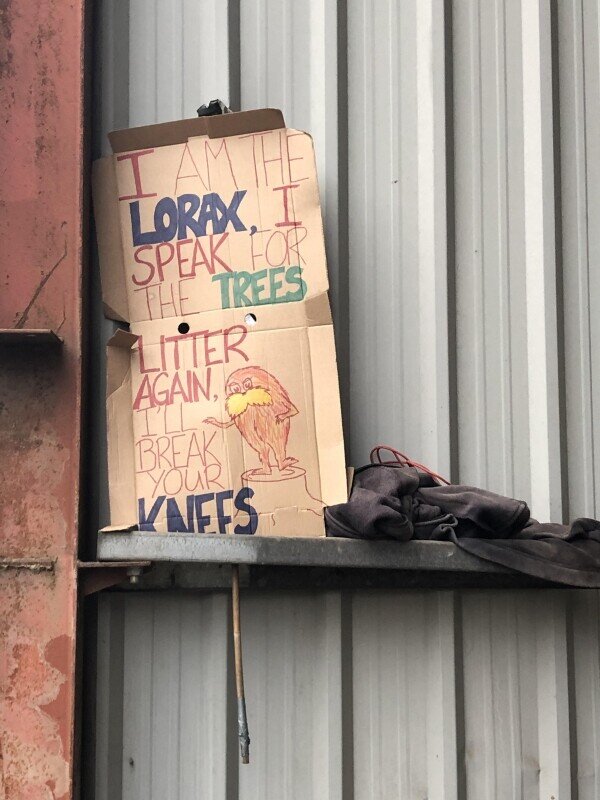 I AM THE
LORAX, I
SPEAK FOR
THE TREES
LITTER
AGAIN,
I'LL
BREAK
YOUR
KNEES